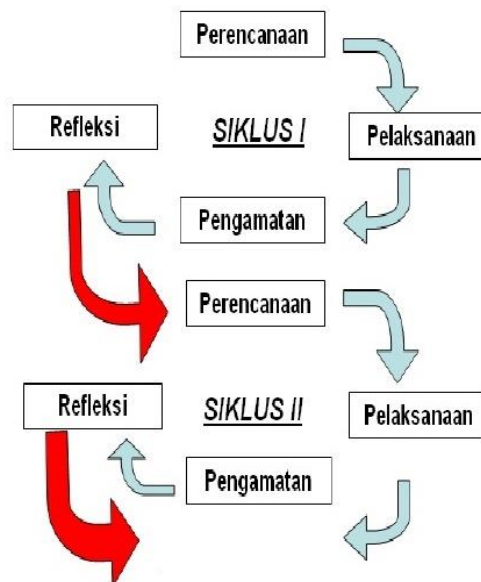 Perencanaan
Refleksi
SIKLUS I
Pelaksanaan
Pengamatan
Perencanaan
Refleksi
SIKLUS II
Pelaksanaan
Pengamatan